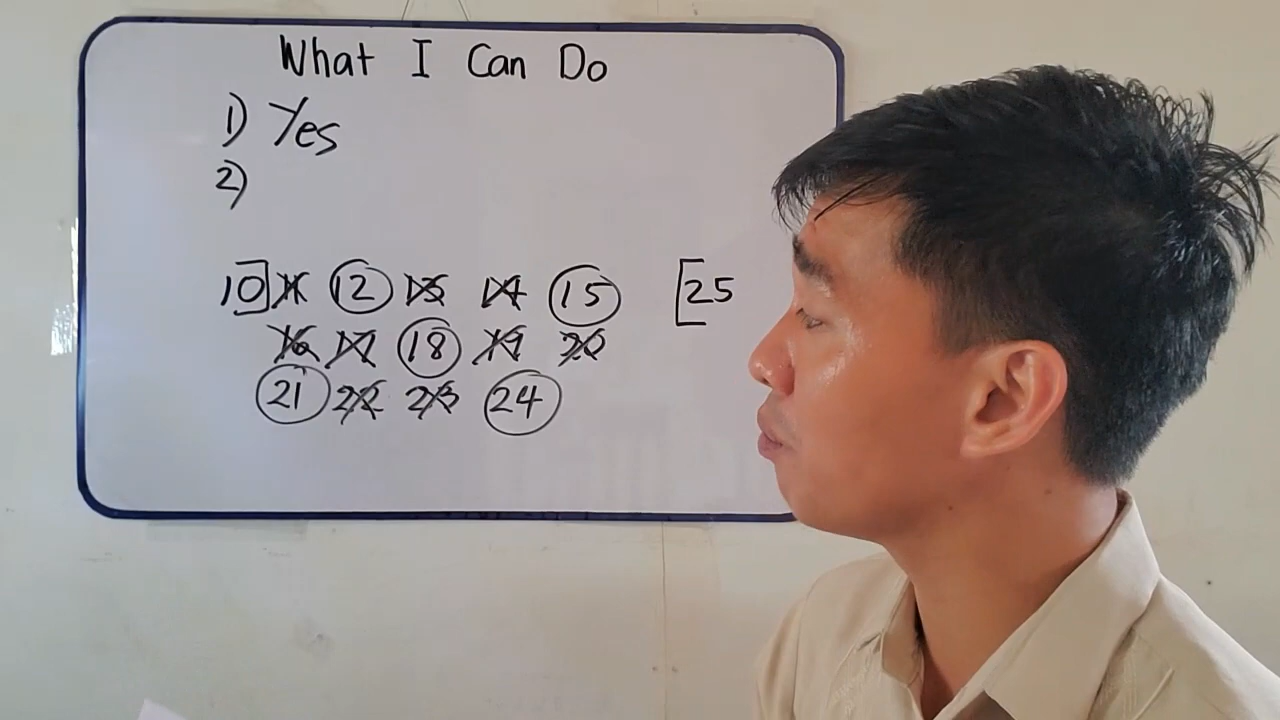 What I Can Do
1) Yes
2)
10] 11 12 13 14 15 [25
16 17 18 19 20
21 22 23 24